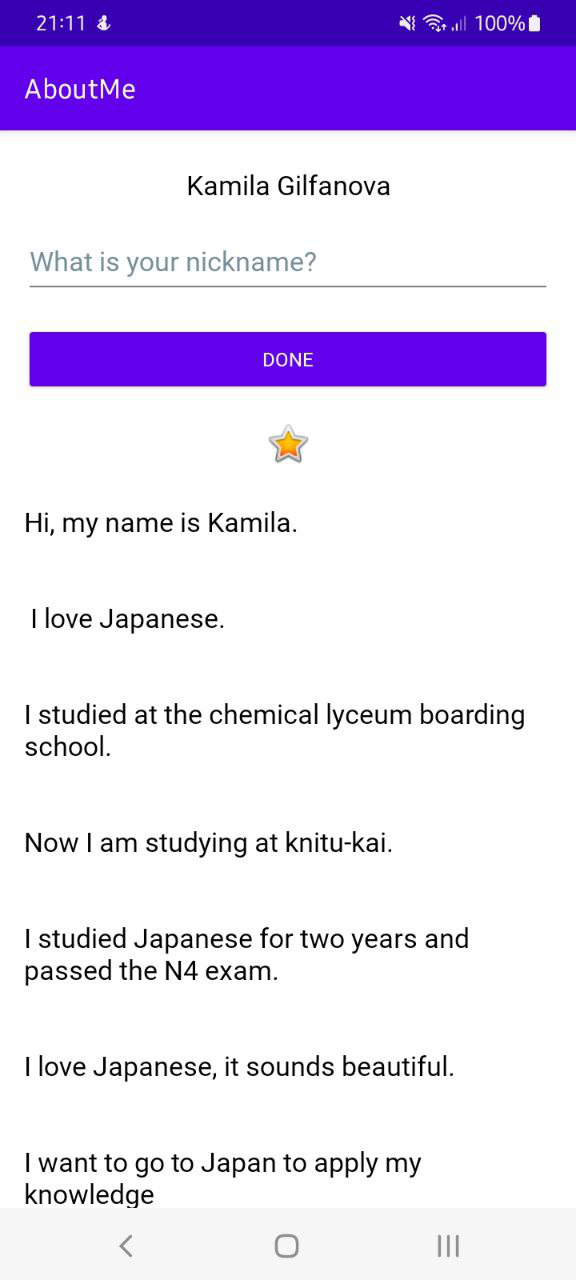 21:11 100%
AboutMe
Kamila Gilfanova
What is your nickname?
DONE
Hi, my name is Kamila.
I love Japanese.
I studied at the chemical lyceum boarding
school.
Now I am studying at knitu-kai.
I studied Japanese for two years and
passed the N4 exam.
I love Japanese, it sounds beautiful.
I want to go to Japan to apply my
knowledge